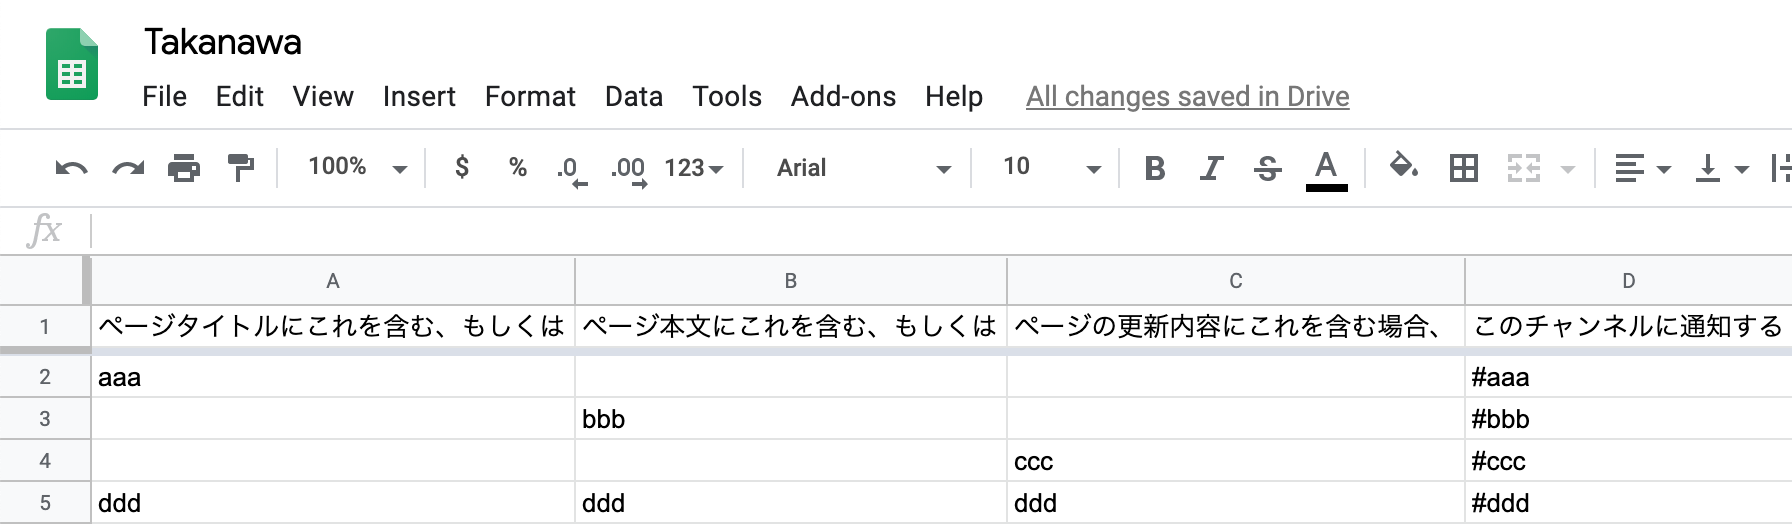 Takanawa
File Edit View Insert Format Data Tools Add-ons Help All changes saved in Drive
100% $ % .0 .00 123 Arial 10 B I S A
fx
A B C D
1 ページタイトルにこれを含む、もしくは ページ本文にこれを含む、もしくは ページの更新内容にこれを含む場合、 このチャンネルに通知する
2 aaa #aaa
3 bbb #bbb
4 ccc #ccc
5 ddd ddd ddd #ddd